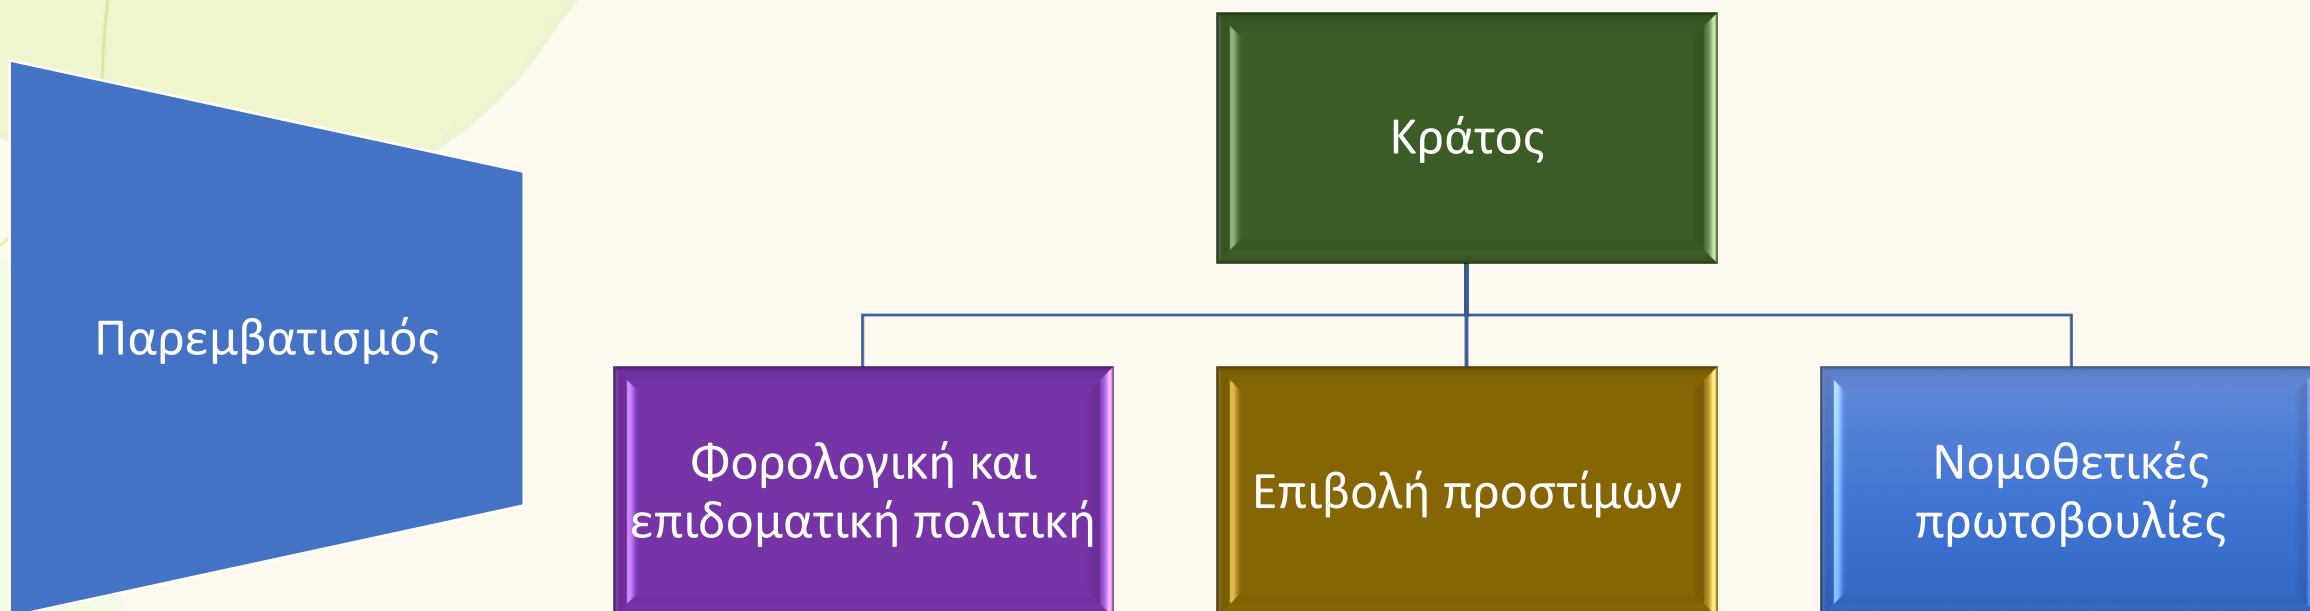 Παρεμβατισμός
Κράτος
Φορολογική και
επιδοματική πολιτική
Επιβολή προστίμων
Νομοθετικές
πρωτοβουλίες